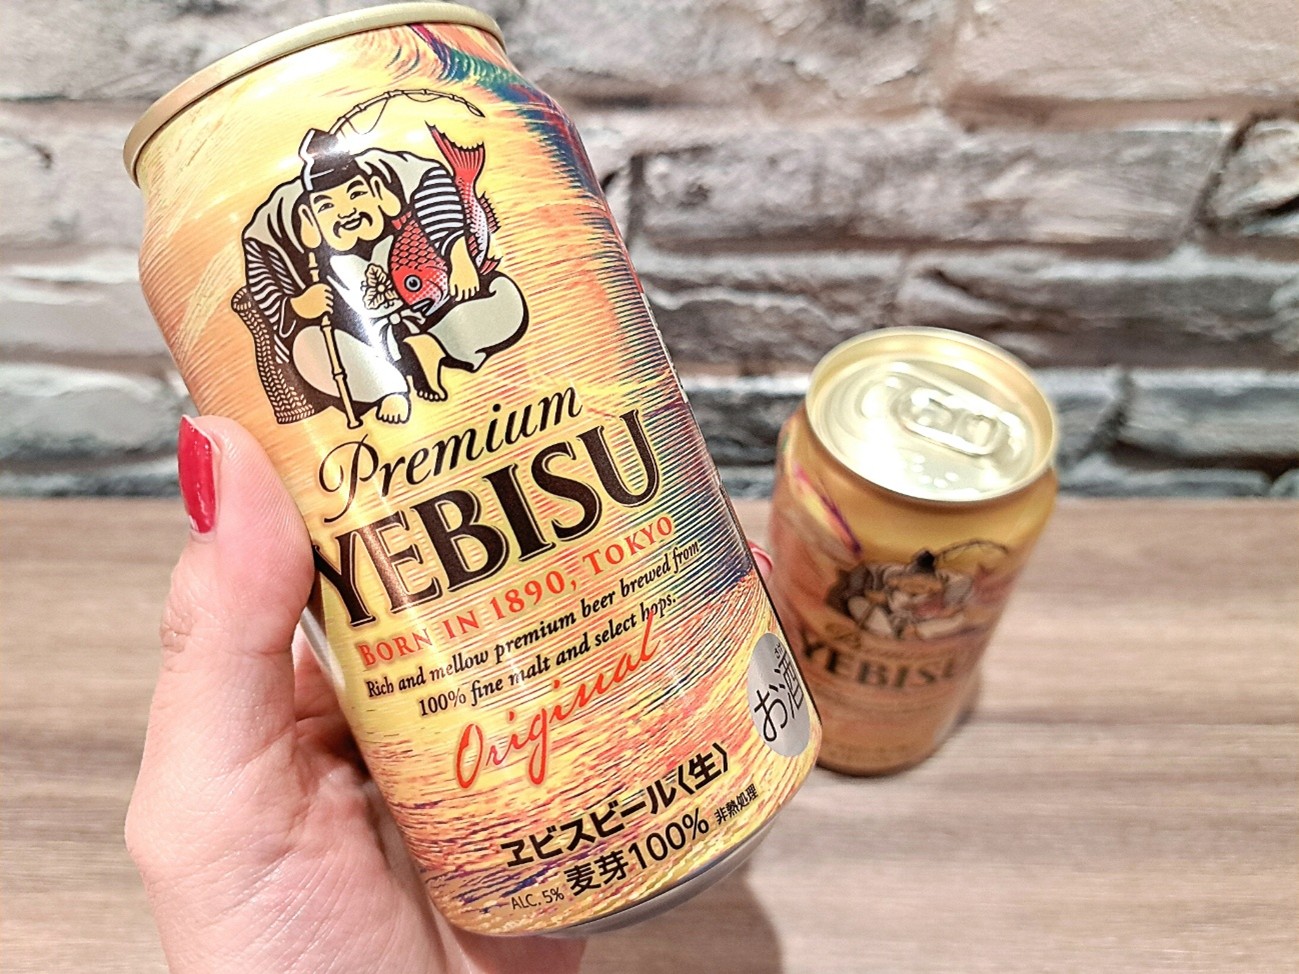 Premium
YEBISU
BORN IN 1890, TOKYO
Rich and mellow premium beer brewed from
100% fine malt and select hops.
Original
お酒
ヱビスビール〈生〉
麦芽100% 非熱処理
ALC. 5%
YEBISU